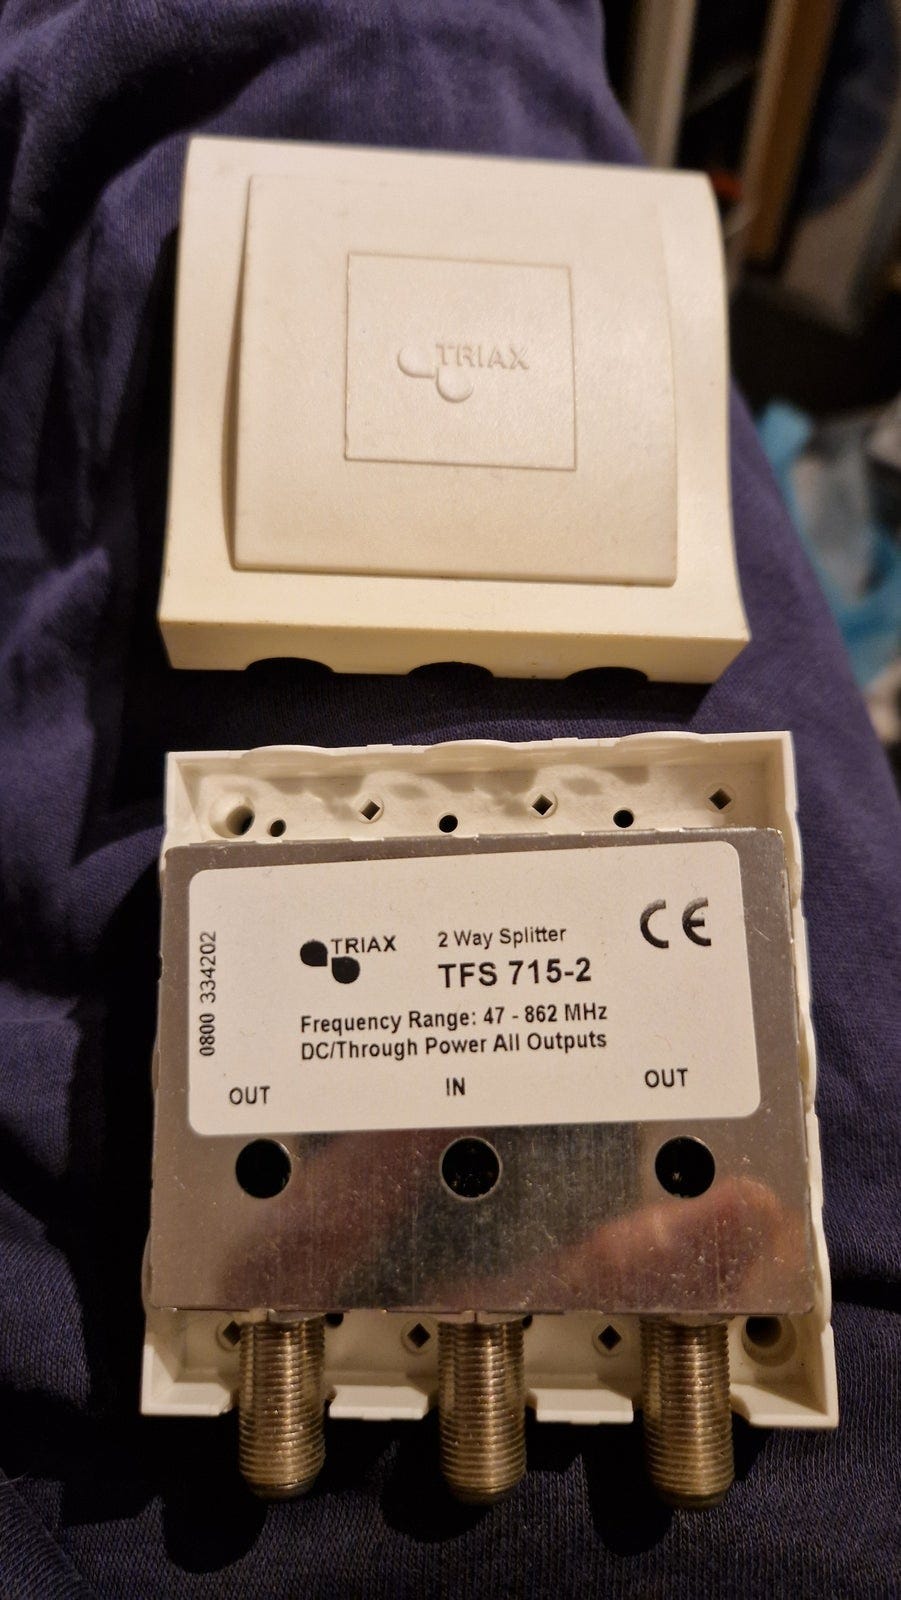 TRIAX
TRIAX
2 Way Splitter
TFS 715-2
CE
0800 334202
Frequency Range: 47 - 862 MHz
DC/Through Power All Outputs
OUT
IN
OUT